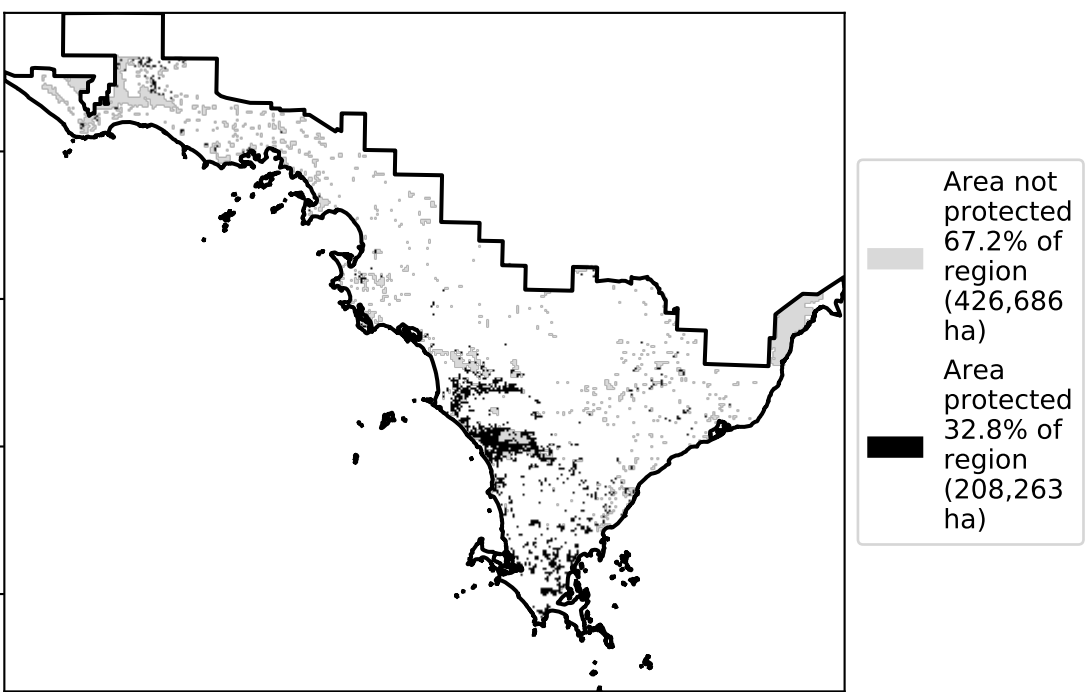 Area not
protected
67.2% of
region
(426,686
ha)
Area
protected
32.8% of
region
(208,263
ha)